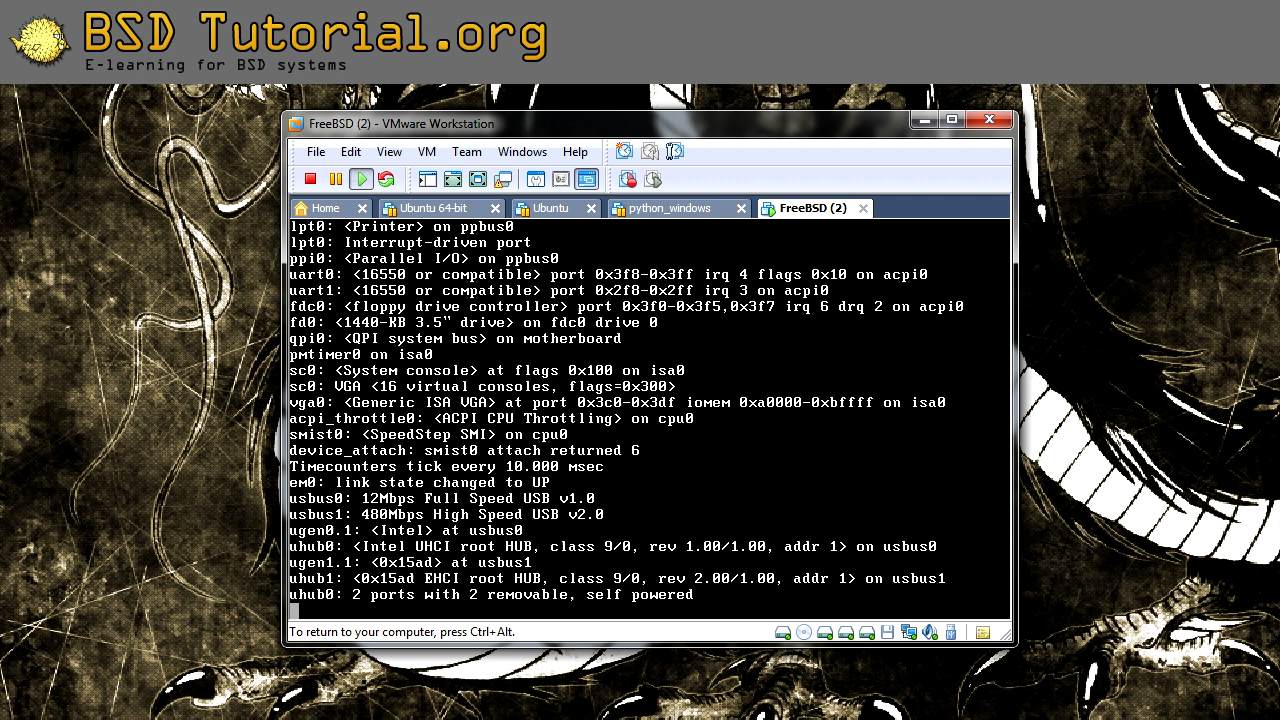 BSD Tutorial.org
E-learning for BSD systems
FreeBSD (2) - VMware Workstation
File Edit View VM Team Windows Help
Home Ubuntu 64-bit Ubuntu python_windows FreeBSD (2)
lpt0: <Printer> on ppbus0
lpt0: Interrupt-driven port
ppi0: <Parallel I/O> on ppbus0
uart0: <16550 or compatible> port 0x3f8-0x3ff irq 4 flags 0x10 on acpi0
uart1: <16550 or compatible> port 0x2f8-0x2ff irq 3 on acpi0
fdc0: <floppy drive controller> port 0x3f0-0x3f5,0x3f7 irq 6 drq 2 on acpi0
fd0: <1440-KB 3.5" drive> on fdc0 drive 0
qpi0: <QPI system bus> on motherboard
pmtimer0 on isa0
sc0: <System console> at flags 0x100 on isa0
sc0: VGA <16 virtual consoles, flags=0x300>
vga0: <Generic ISA VGA> at port 0x3c0-0x3df iomem 0xa0000-0xbffff on isa0
acpi_throttle0: <ACPI CPU Throttling> on cpu0
smist0: <SpeedStep SMI> on cpu0
device_attach: smist0 attach returned 6
Timecounters tick every 10.000 msec
em0: link state changed to UP
usbus0: 12Mbps Full Speed USB v1.0
usbus1: 480Mbps High Speed USB v2.0
ugen0.1: <Intel> at usbus0
uhub0: <Intel UHCI root HUB, class 9/0, rev 1.00/1.00, addr 1> on usbus0
ugen1.1: <0x15ad> at usbus1
uhub1: <0x15ad EHCI root HUB, class 9/0, rev 2.00/1.00, addr 1> on usbus1
uhub0: 2 ports with 2 removable, self powered
To return to your computer, press Ctrl+Alt.